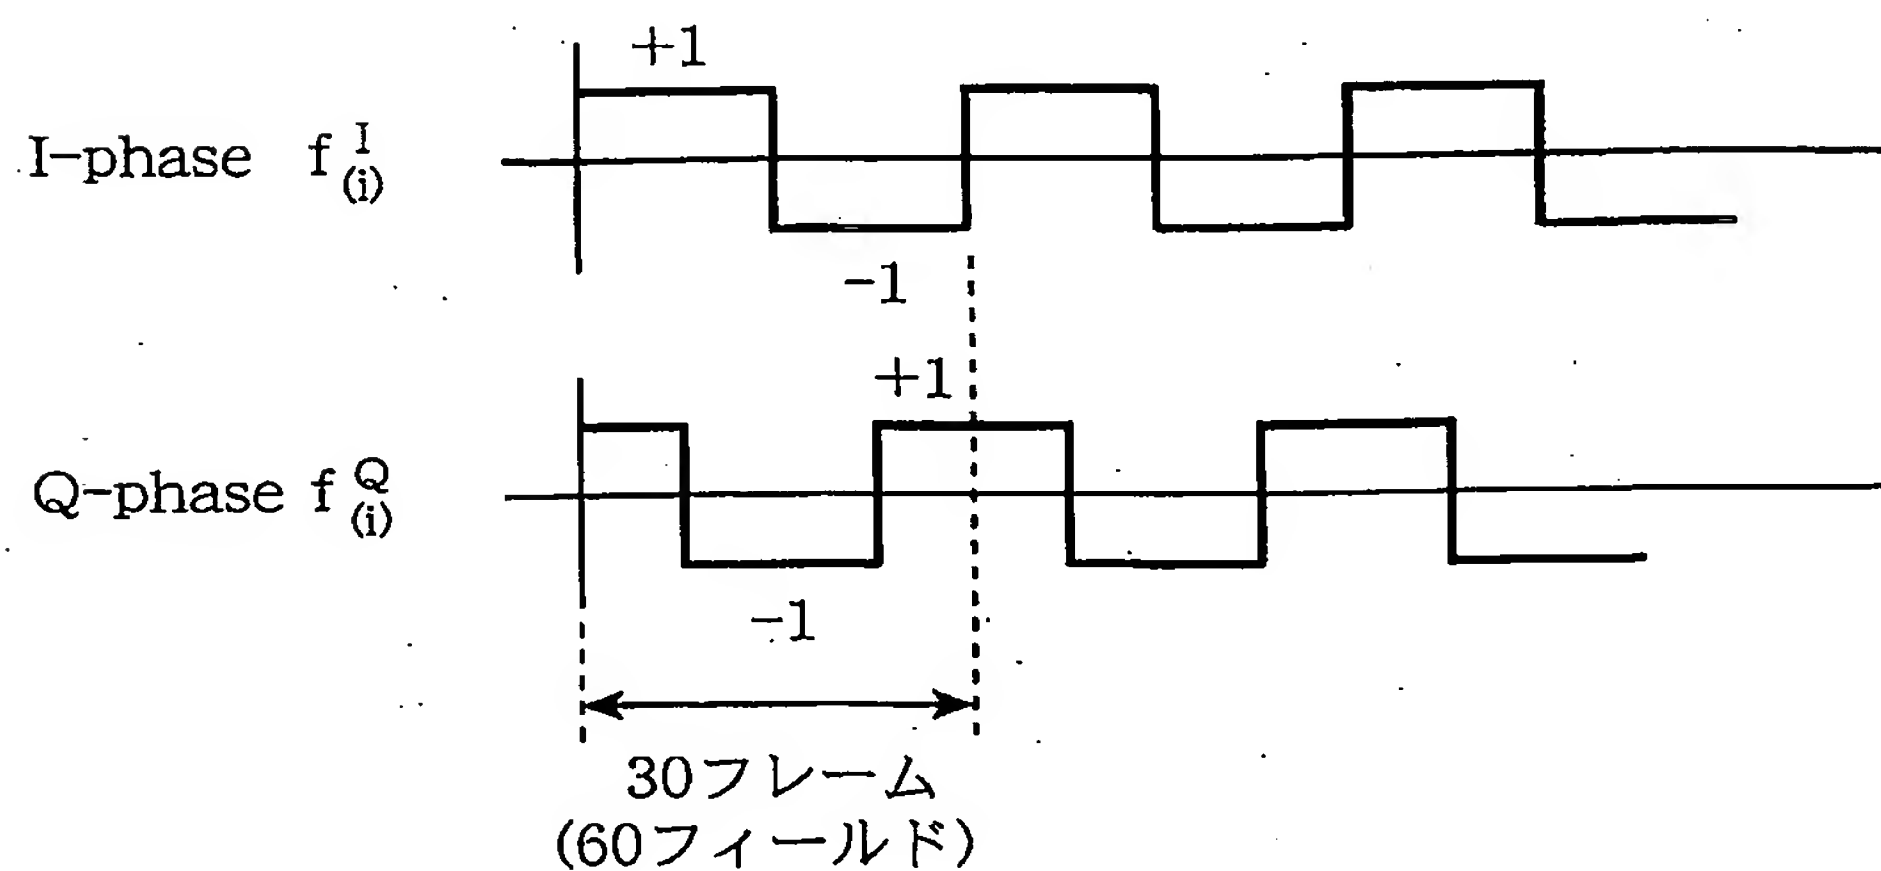 +1
I-phase f I (i)
-1
+1
Q-phase f Q (i)
-1
30フレーム
(60フィールド)